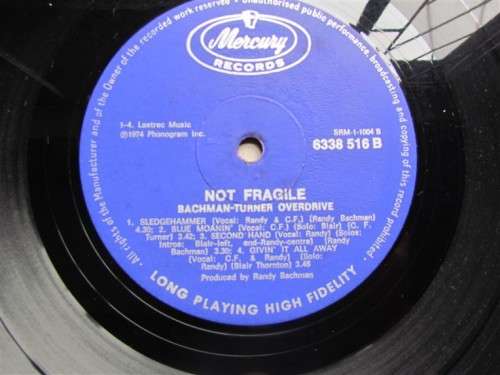 All rights of the Manufacturer and of the Owner of the recorded work reserved · Unauthorised public performance, broadcasting and copying of this record prohibited ·
Mercury
RECORDS
1-4. Laetrec Music
℗1974 Phonogram Inc.
SRM-1-1004 B
6338 516 B
NOT FRAGILE
BACHMAN-TURNER OVERDRIVE
1. SLEDGEHAMMER (Vocal: Randy & C.F.) (Randy Bachman)
4.30; 2. BLUE MOANIN' (Vocal: C.F.) (Solo: Blair) (C. F.
Turner) 3.42; 3. SECOND HAND (Vocal: Randy) (Solos:
Intros: Blair-left, end-Randy-centre) (Randy
Bachman) 3.20; 4. GIVIN' IT ALL AWAY
(Vocal: C.F. & Randy) (Solo:
Randy) (Blair Thornton) 3.48
Produced by Randy Bachman
LONG PLAYING HIGH FIDELITY